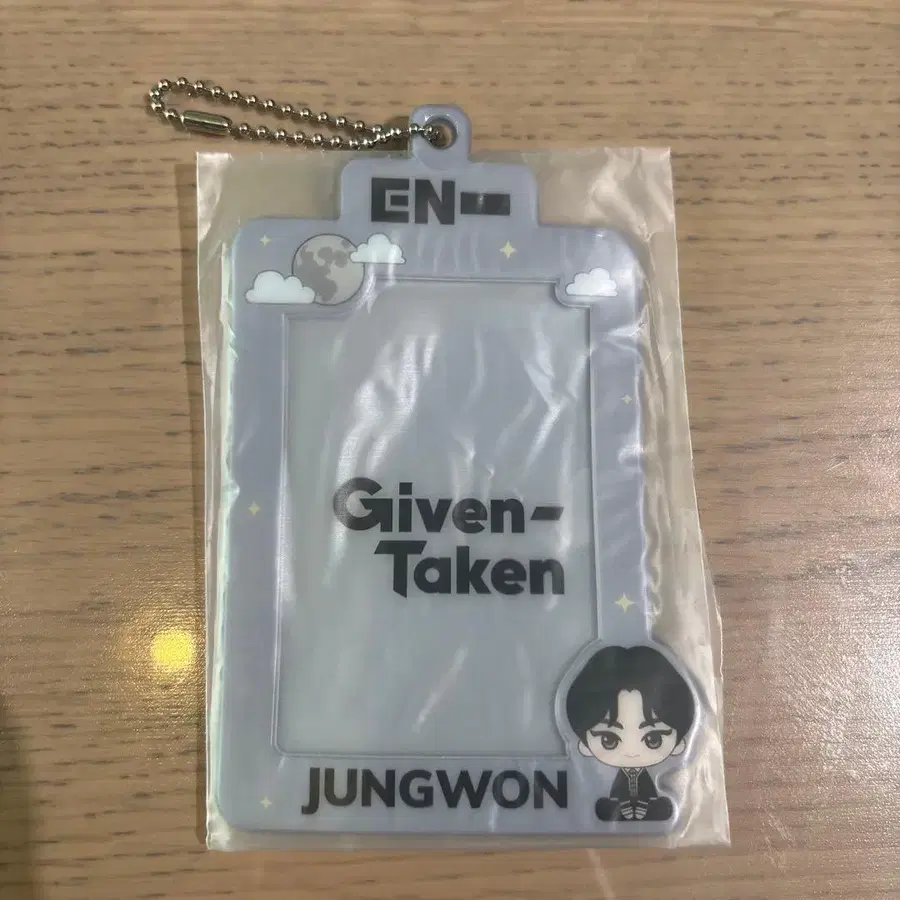 EN-
Given-
Taken
JUNGWON